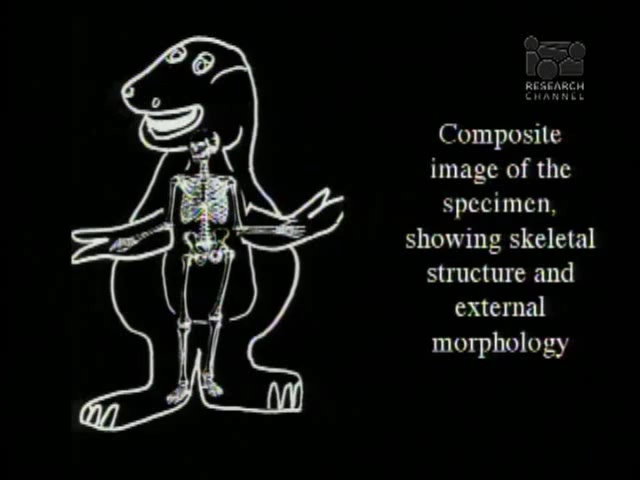 RESEARCH
CHANNEL
Composite
image of the
specimen,
showing skeletal
structure and
external
morphology